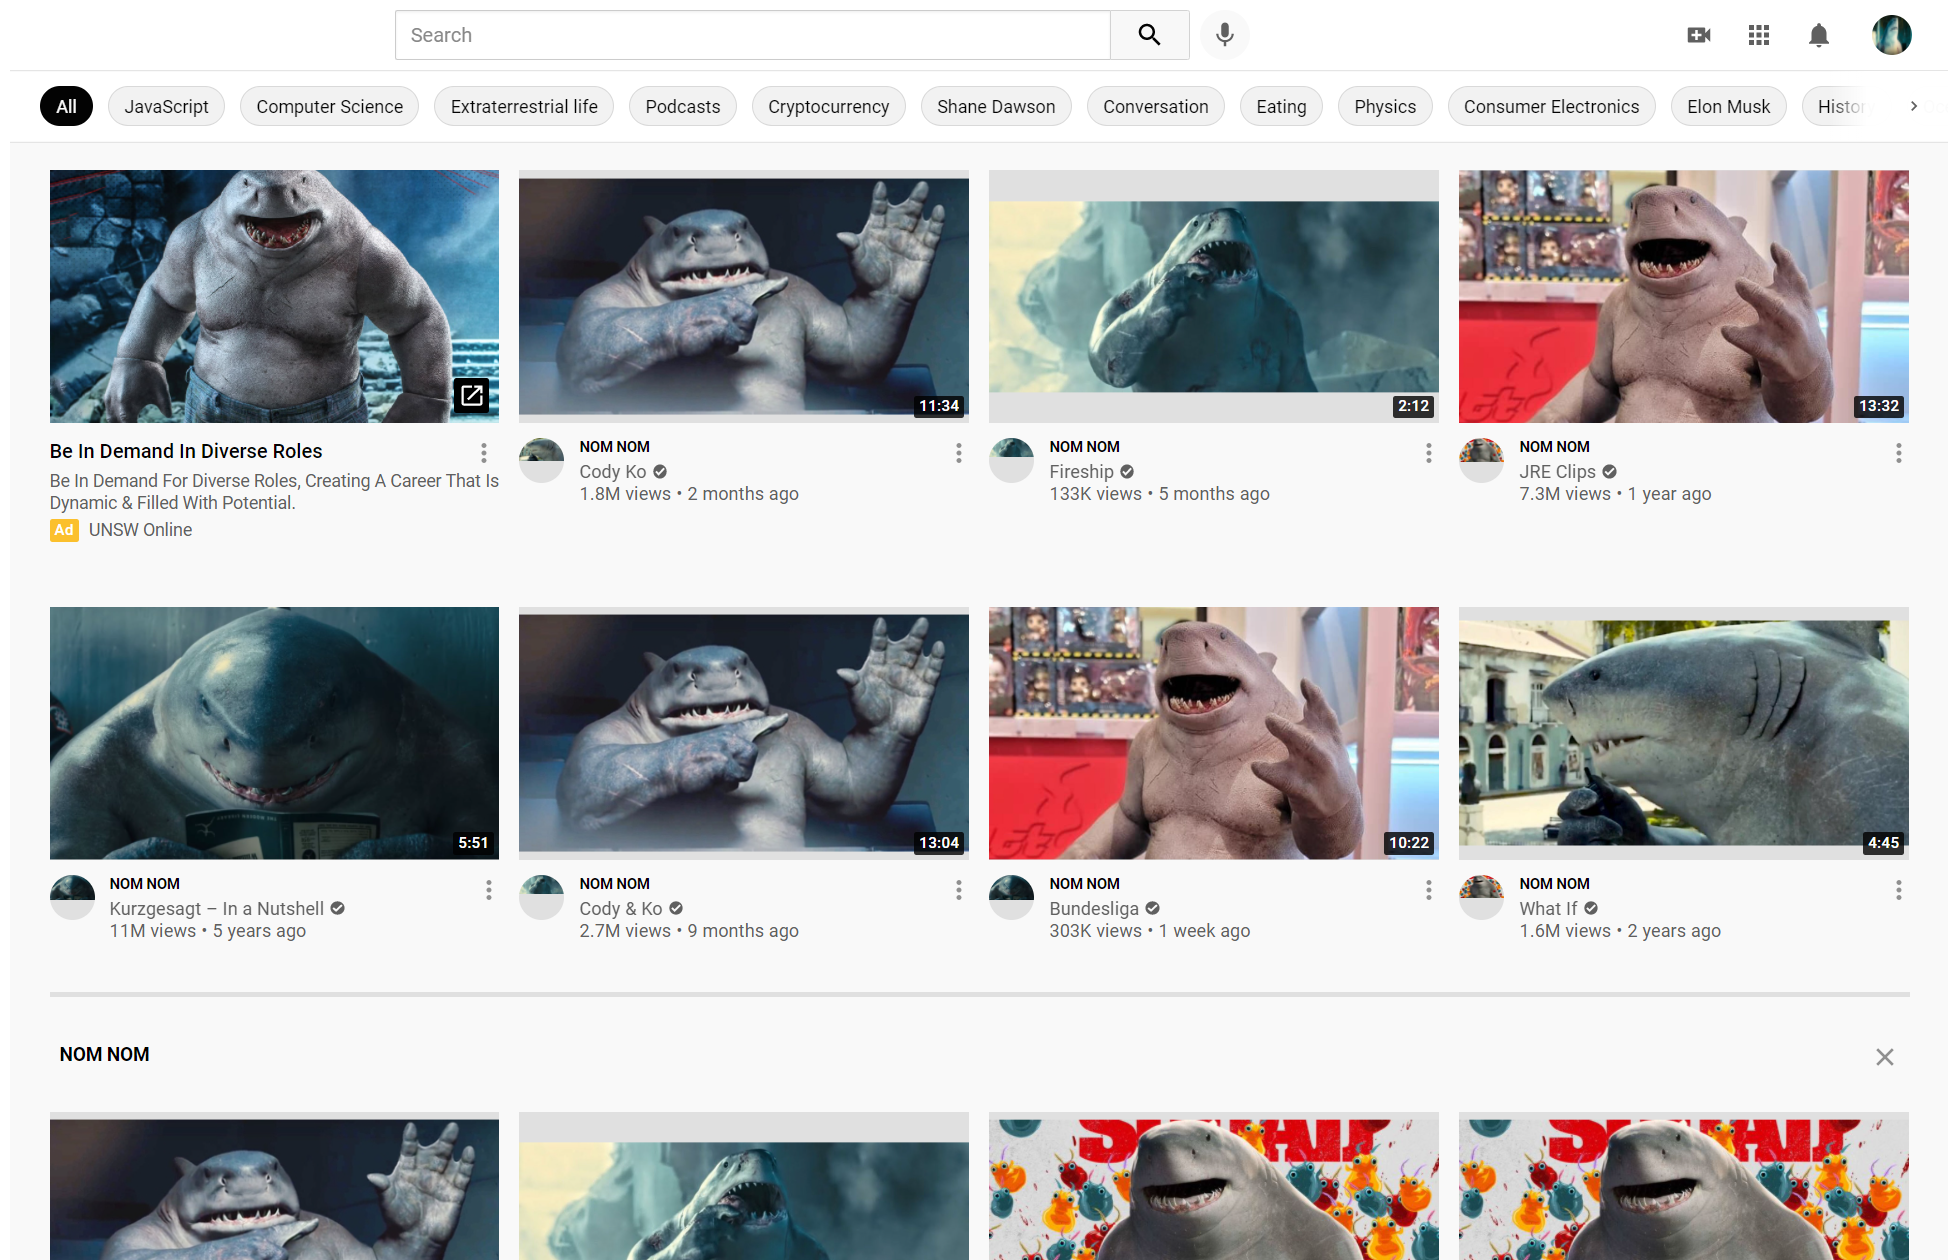 Search
All JavaScript Computer Science Extraterrestrial life Podcasts Cryptocurrency Shane Dawson Conversation Eating Physics Consumer Electronics Elon Musk Histor
11:34 2:12 13:32
Be In Demand In Diverse Roles
Be In Demand For Diverse Roles, Creating A Career That Is
Dynamic & Filled With Potential.
Ad UNSW Online
NOM NOM
Cody Ko
1.8M views • 2 months ago
NOM NOM
Fireship
133K views • 5 months ago
NOM NOM
JRE Clips
7.3M views • 1 year ago
5:51 13:04 10:22 4:45
NOM NOM
Kurzgesagt – In a Nutshell
11M views • 5 years ago
NOM NOM
Cody & Ko
2.7M views • 9 months ago
NOM NOM
Bundesliga
303K views • 1 week ago
NOM NOM
What If
1.6M views • 2 years ago
NOM NOM